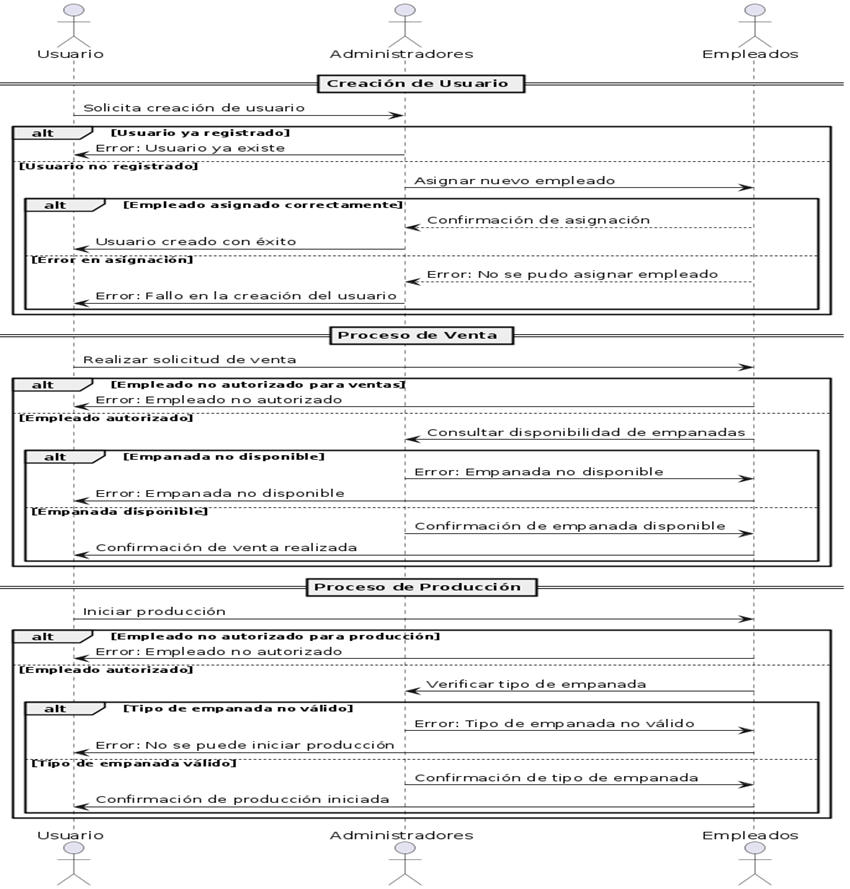 Usuario Administradores Empleados
Creación de Usuario
Solicita creación de usuario
alt [Usuario ya registrado]
Error: Usuario ya existe
[Usuario no registrado]
Asignar nuevo empleado
alt [Empleado asignado correctamente]
Confirmación de asignación
Usuario creado con éxito
[Error en asignación]
Error: No se pudo asignar empleado
Error: Fallo en la creación del usuario
Proceso de Venta
Realizar solicitud de venta
alt [Empleado no autorizado para ventas]
Error: Empleado no autorizado
[Empleado autorizado]
Consultar disponibilidad de empanadas
alt [Empanada no disponible]
Error: Empanada no disponible
Error: Empanada no disponible
[Empanada disponible]
Confirmación de empanada disponible
Confirmación de venta realizada
Proceso de Producción
Iniciar producción
alt [Empleado no autorizado para producción]
Error: Empleado no autorizado
[Empleado autorizado]
Verificar tipo de empanada
alt [Tipo de empanada no válido]
Error: Tipo de empanada no válido
Error: No se puede iniciar producción
[Tipo de empanada válido]
Confirmación de tipo de empanada
Confirmación de producción iniciada
Usuario Administradores Empleados